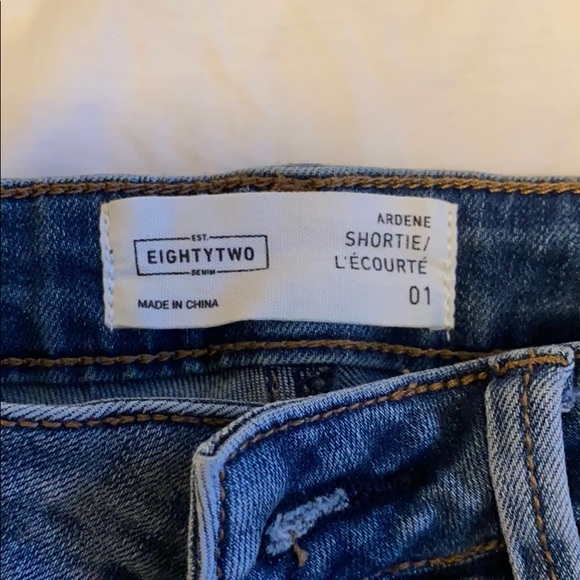 EST.
EIGHTYTWO
DENIM
MADE IN CHINA
ARDENE
SHORTIE/
L'ÉCOURTÉ
01